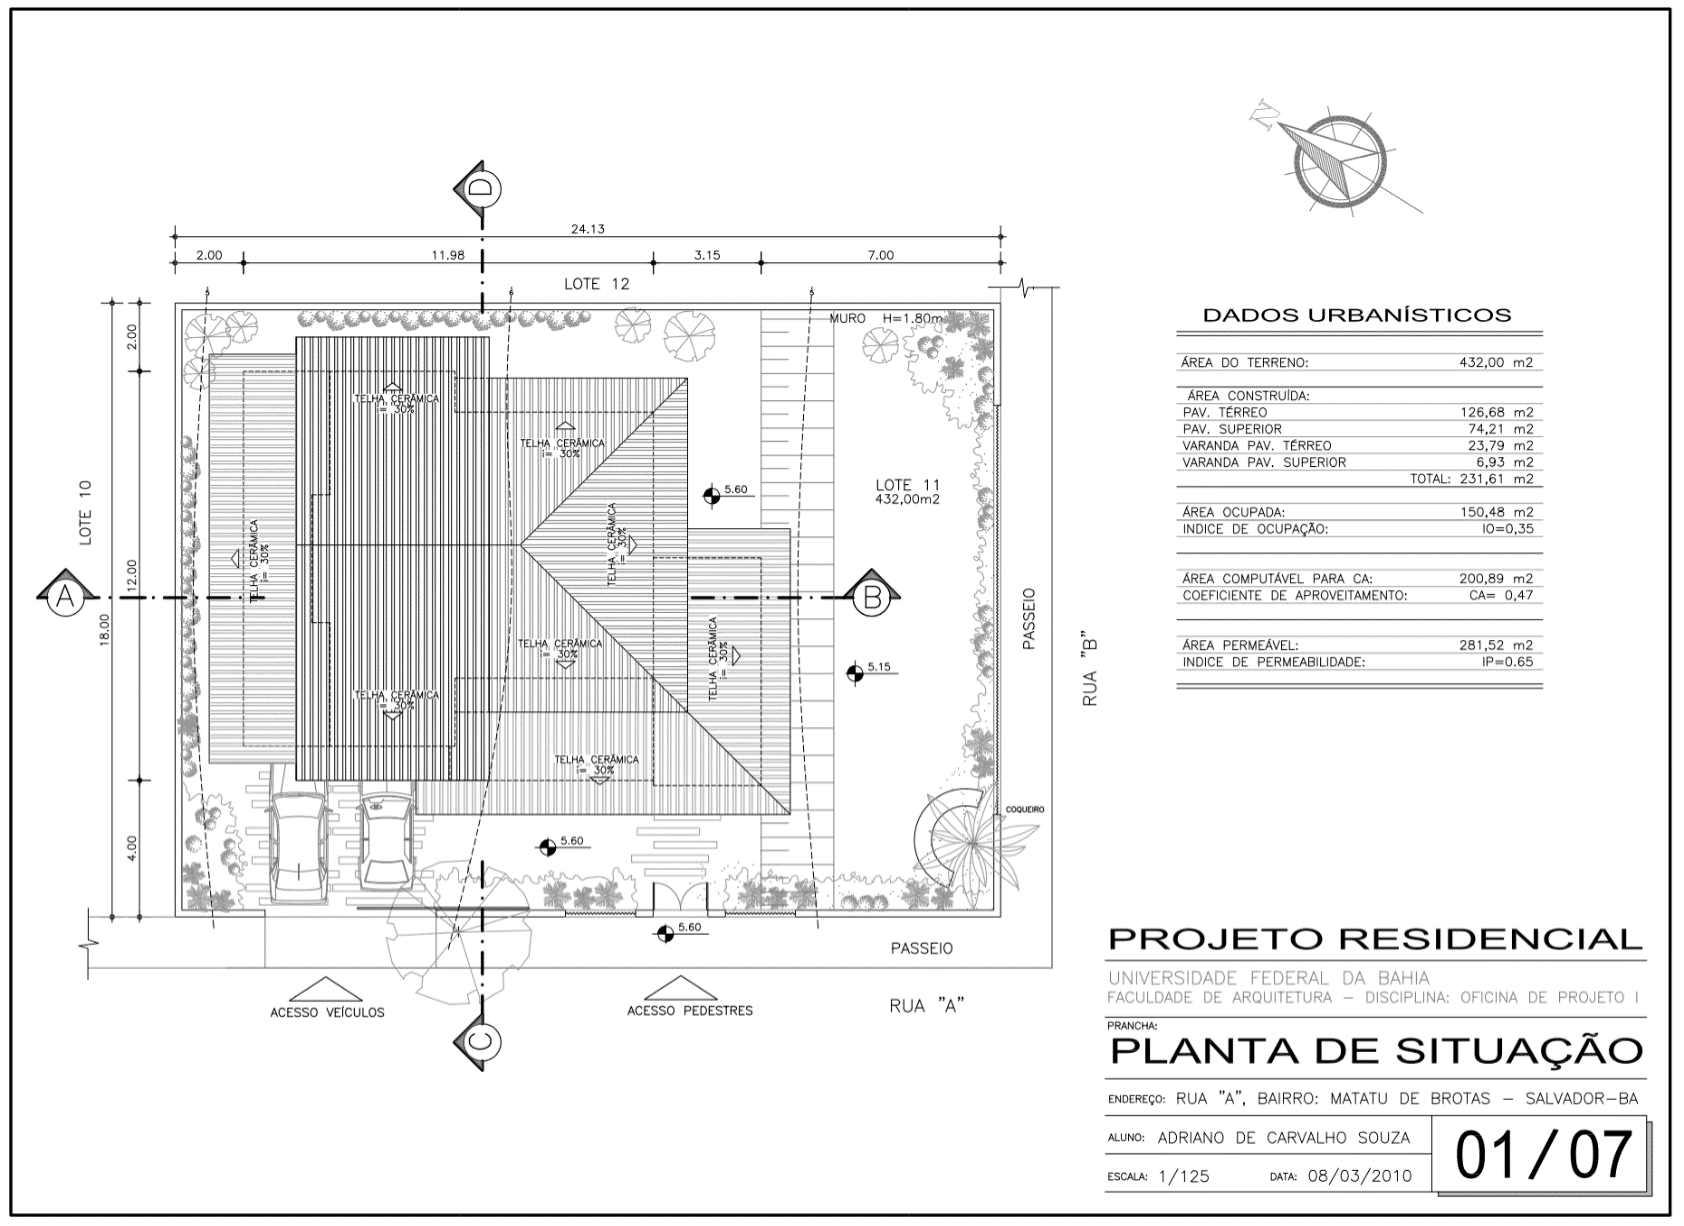 N
D
24.13
2.00 11.98 3.15 7.00
LOTE 12
5 6 5
MURO H=1.80m
2.00
TELHA CERÂMICA
i= 30%
TELHA CERÂMICA
i= 30%
LOTE 10
12.00
18.00
4.00
TELHA CERÂMICA
i= 30%
TELHA CERÂMICA
i= 30%
5.60
LOTE 11
432,00m2
A
B
TELHA CERÂMICA
i= 30%
TELHA CERÂMICA
i= 30%
5.15
TELHA CERÂMICA
i= 30%
TELHA CERÂMICA
i= 30%
PASSEIO
RUA "B"
COQUEIRO
5.60
5.60
PASSEIO
RUA "A"
ACESSO VEÍCULOS
ACESSO PEDESTRES
C
DADOS URBANÍSTICOS
ÁREA DO TERRENO: 432,00 m2
ÁREA CONSTRUÍDA:
PAV. TÉRREO 126,68 m2
PAV. SUPERIOR 74,21 m2
VARANDA PAV. TÉRREO 23,79 m2
VARANDA PAV. SUPERIOR 6,93 m2
TOTAL: 231,61 m2
ÁREA OCUPADA: 150,48 m2
INDICE DE OCUPAÇÃO: IO=0,35
ÁREA COMPUTÁVEL PARA CA: 200,89 m2
COEFICIENTE DE APROVEITAMENTO: CA= 0,47
ÁREA PERMEÁVEL: 281,52 m2
INDICE DE PERMEABILIDADE: IP=0.65
PROJETO RESIDENCIAL
UNIVERSIDADE FEDERAL DA BAHIA
FACULDADE DE ARQUITETURA – DISCIPLINA: OFICINA DE PROJETO I
PRANCHA:
PLANTA DE SITUAÇÃO
ENDEREÇO: RUA "A", BAIRRO: MATATU DE BROTAS – SALVADOR–BA
ALUNO: ADRIANO DE CARVALHO SOUZA
ESCALA: 1/125 DATA: 08/03/2010
01/07